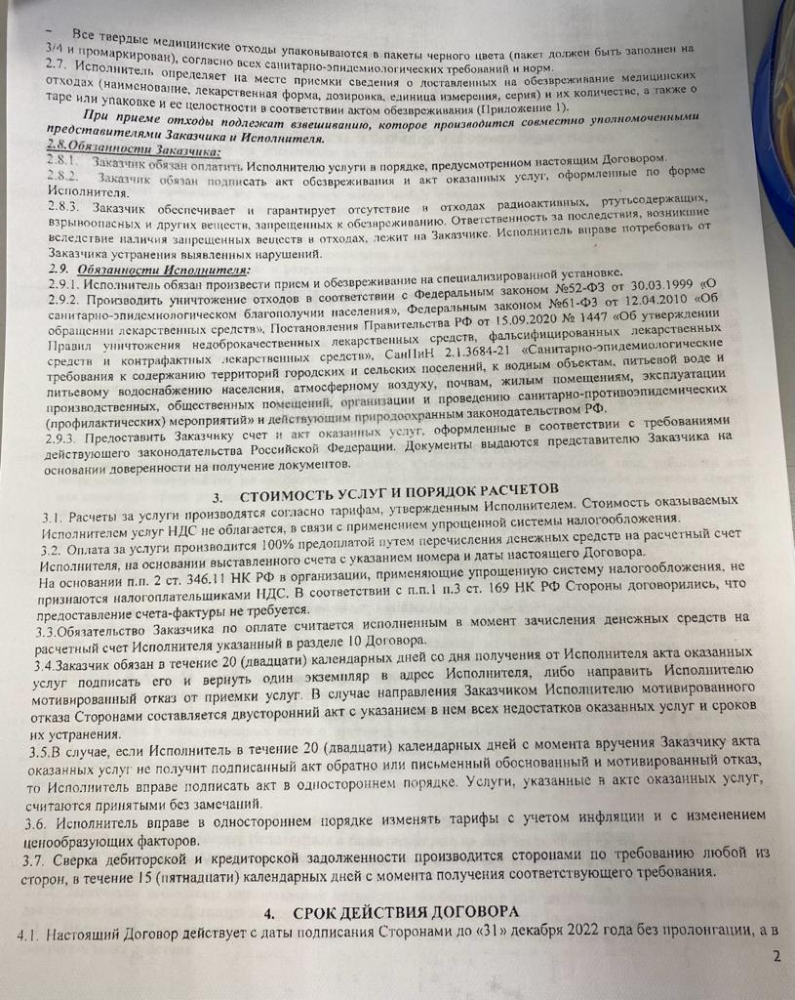 – Все твердые медицинские отходы упаковываются в пакеты черного цвета (пакет должен быть заполнен на
3/4 и промаркирован), согласно всех санитарно-эпидемиологических требований и норм.
2.7. Исполнитель определяет на месте приемки сведения о доставленных на обезвреживание медицинских
отходах (наименование, лекарственная форма, дозировка, единица измерения, серия) и их количестве, а также о
таре или упаковке и ее целостности в соответствии актом обезвреживания (Приложение 1).
При приеме отходы подлежат взвешиванию, которое производится совместно уполномоченными
представителями Заказчика и Исполнителя.
2.8.Обязанности Заказчика:
2.8.1. Заказчик обязан оплатить Исполнителю услуги в порядке, предусмотренном настоящим Договором.
2.8.2. Заказчик обязан подписать акт обезвреживания и акт оказанных услуг, оформленные по форме
Исполнителя.
2.8.3. Заказчик обеспечивает и гарантирует отсутствие в отходах радиоактивных, ртутьсодержащих,
взрывоопасных и других веществ, запрещенных к обезвреживанию. Ответственность за последствия, возникшие
вследствие наличия запрещенных веществ в отходах, лежит на Заказчике. Исполнитель вправе потребовать от
Заказчика устранения выявленных нарушений.
2.9. Обязанности Исполнителя:
2.9.1. Исполнитель обязан произвести прием и обезвреживание на специализированной установке.
2.9.2. Производить уничтожение отходов в соответствии с Федеральным законом №52-ФЗ от 30.03.1999 «О
санитарно-эпидемиологическом благополучии населения», Федеральным законом №61-ФЗ от 12.04.2010 «Об
обращении лекарственных средств», Постановления Правительства РФ от 15.09.2020 № 1447 «Об утверждении
Правил уничтожения недоброкачественных лекарственных средств, фальсифицированных лекарственных
средств и контрафактных лекарственных средств», СанПиН 2.1.3684-21 «Санитарно-эпидемиологические
требования к содержанию территорий городских и сельских поселений, к водным объектам, питьевой воде и
питьевому водоснабжению населения, атмосферному воздуху, почвам, жилым помещениям, эксплуатации
производственных, общественных помещений, организации и проведению санитарно-противоэпидемических
(профилактических) мероприятий» и действующим природоохранным законодательством РФ.
2.9.3. Предоставить Заказчику счет и акт оказанных услуг, оформленные в соответствии с требованиями
действующего законодательства Российской Федерации. Документы выдаются представителю Заказчика на
основании доверенности на получение документов.
3. СТОИМОСТЬ УСЛУГ И ПОРЯДОК РАСЧЕТОВ
3.1. Расчеты за услуги производятся согласно тарифам, утвержденным Исполнителем. Стоимость оказываемых
Исполнителем услуг НДС не облагается, в связи с применением упрощенной системы налогообложения.
3.2. Оплата за услуги производится 100% предоплатой путем перечисления денежных средств на расчетный счет
Исполнителя, на основании выставленного счета с указанием номера и даты настоящего Договора.
На основании п.п. 2 ст. 346.11 НК РФ в организации, применяющие упрощенную систему налогообложения, не
признаются налогоплательщиками НДС. В соответствии с п.п.1 п.3 ст. 169 НК РФ Стороны договорились, что
предоставление счета-фактуры не требуется.
3.3.Обязательство Заказчика по оплате считается исполненным в момент зачисления денежных средств на
расчетный счет Исполнителя указанный в разделе 10 Договора.
3.4.Заказчик обязан в течение 20 (двадцати) календарных дней со дня получения от Исполнителя акта оказанных
услуг подписать его и вернуть один экземпляр в адрес Исполнителя, либо направить Исполнителю
мотивированный отказ от приемки услуг. В случае направления Заказчиком Исполнителю мотивированного
отказа Сторонами составляется двусторонний акт с указанием в нем всех недостатков оказанных услуг и сроков
их устранения.
3.5.В случае, если Исполнитель в течение 20 (двадцати) календарных дней с момента вручения Заказчику акта
оказанных услуг не получит подписанный акт обратно или письменный обоснованный и мотивированный отказ,
то Исполнитель вправе подписать акт в одностороннем порядке. Услуги, указанные в акте оказанных услуг,
считаются принятыми без замечаний.
3.6. Исполнитель вправе в одностороннем порядке изменять тарифы с учетом инфляции и с изменением
ценообразующих факторов.
3.7. Сверка дебиторской и кредиторской задолженности производится сторонами по требованию любой из
сторон, в течение 15 (пятнадцати) календарных дней с момента получения соответствующего требования.
4. СРОК ДЕЙСТВИЯ ДОГОВОРА
4.1. Настоящий Договор действует с даты подписания Сторонами до «31» декабря 2022 года без пролонгации, а в
2